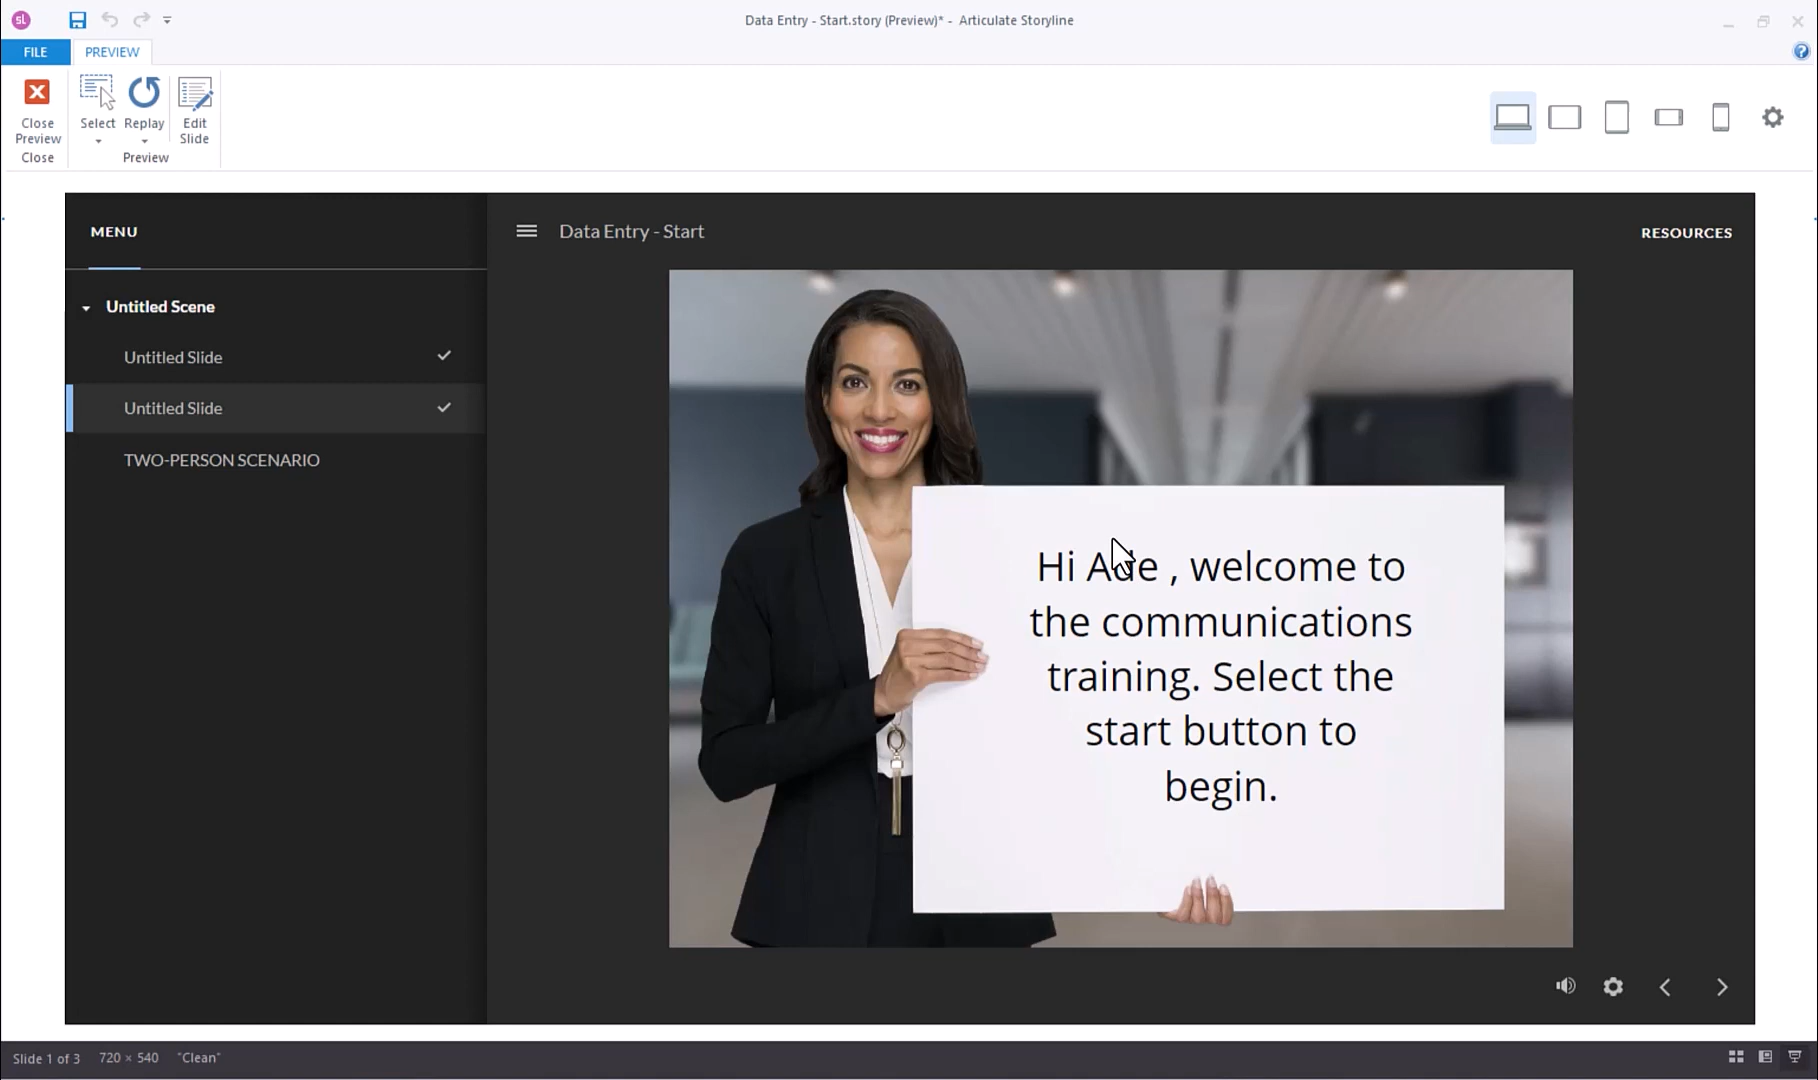 sL
Data Entry - Start.story (Preview)* - Articulate Storyline
FILE
PREVIEW
?
Close
Preview
Select
Replay
Edit
Slide
Close
Preview
MENU
Data Entry - Start
RESOURCES
Untitled Scene
Untitled Slide
Untitled Slide
TWO-PERSON SCENARIO
Hi Ade , welcome to
the communications
training. Select the
start button to
begin.
Slide 1 of 3
720 × 540
"Clean"